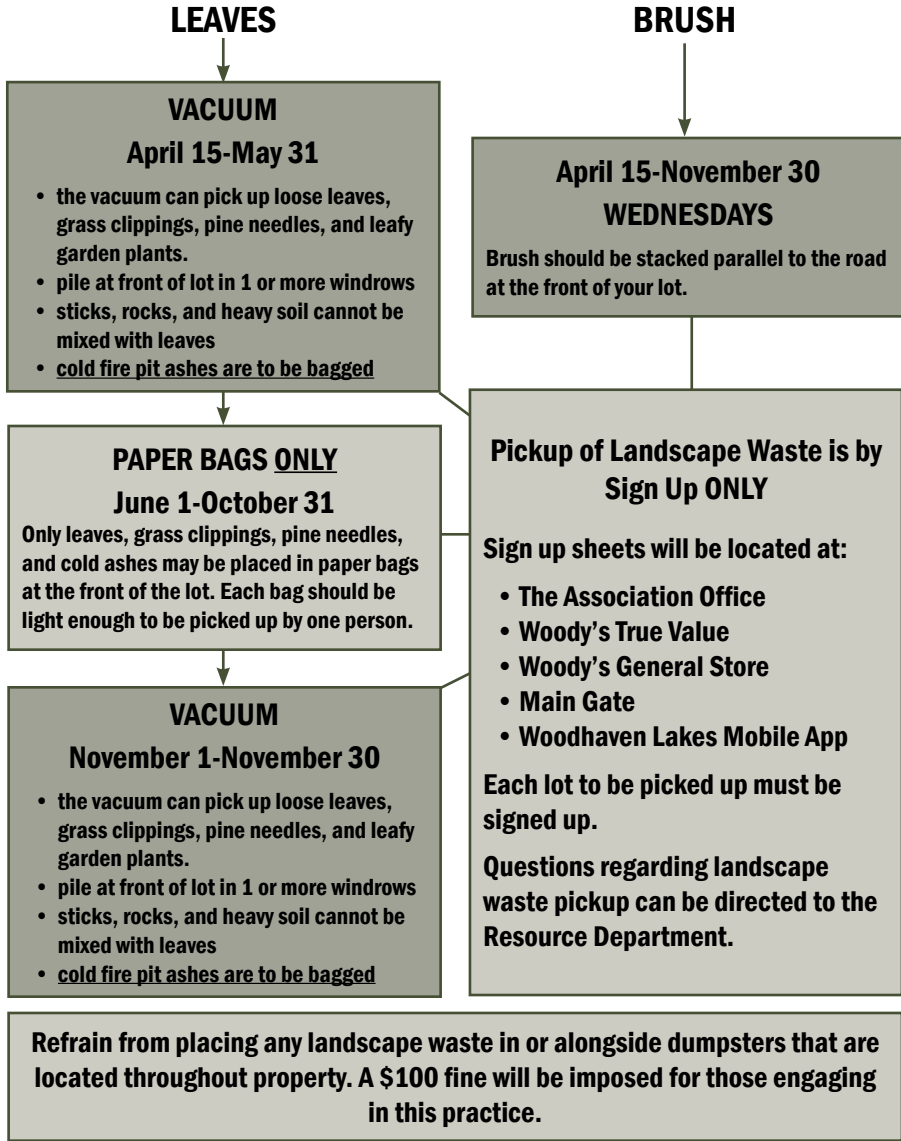 LEAVES
VACUUM
April 15-May 31
• the vacuum can pick up loose leaves,
grass clippings, pine needles, and leafy
garden plants.
• pile at front of lot in 1 or more windrows
• sticks, rocks, and heavy soil cannot be
mixed with leaves
• cold fire pit ashes are to be bagged
PAPER BAGS ONLY
June 1-October 31
Only leaves, grass clippings, pine needles,
and cold ashes may be placed in paper bags
at the front of the lot. Each bag should be
light enough to be picked up by one person.
VACUUM
November 1-November 30
• the vacuum can pick up loose leaves,
grass clippings, pine needles, and leafy
garden plants.
• pile at front of lot in 1 or more windrows
• sticks, rocks, and heavy soil cannot be
mixed with leaves
• cold fire pit ashes are to be bagged
BRUSH
April 15-November 30
WEDNESDAYS
Brush should be stacked parallel to the road
at the front of your lot.
Pickup of Landscape Waste is by
Sign Up ONLY
Sign up sheets will be located at:
• The Association Office
• Woody's True Value
• Woody's General Store
• Main Gate
• Woodhaven Lakes Mobile App
Each lot to be picked up must be
signed up.
Questions regarding landscape
waste pickup can be directed to the
Resource Department.
Refrain from placing any landscape waste in or alongside dumpsters that are
located throughout property. A $100 fine will be imposed for those engaging
in this practice.